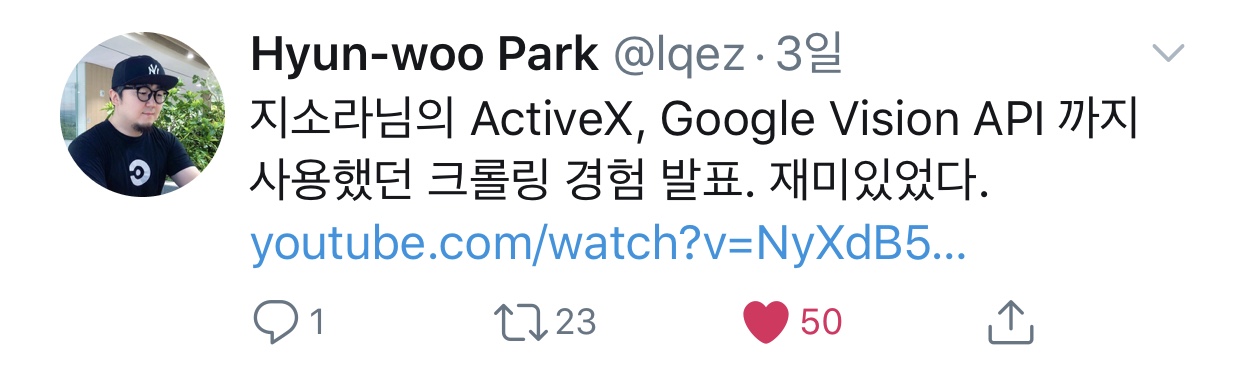 Hyun-woo Park @lqez · 3일
지소라님의 ActiveX, Google Vision API 까지
사용했던 크롤링 경험 발표. 재미있었다.
youtube.com/watch?v=NyXdB5...
1 23 50